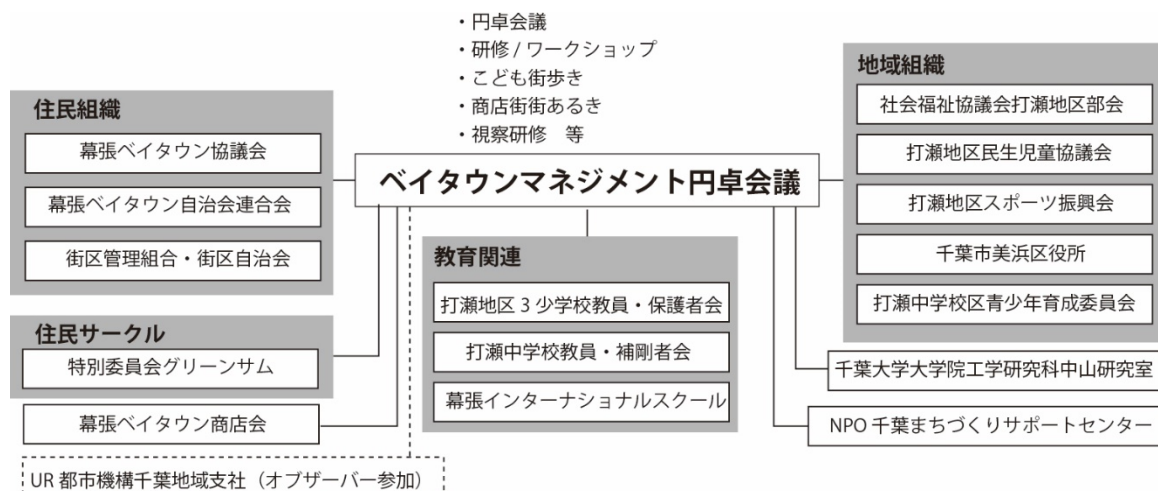 ・円卓会議
・研修 / ワークショップ
・こども街歩き
・商店街街あるき
・視察研修　等
ベイタウンマネジメント円卓会議
住民組織
幕張ベイタウン協議会
幕張ベイタウン自治会連合会
街区管理組合・街区自治会
住民サークル
特別委員会グリーンサム
幕張ベイタウン商店会
UR 都市機構千葉地域支社（オブザーバー参加）
教育関連
打瀬地区 3 少学校教員・保護者会
打瀬中学校教員・補剛者会
幕張インターナショナルスクール
地域組織
社会福祉協議会打瀬地区部会
打瀬地区民生児童協議会
打瀬地区スポーツ振興会
千葉市美浜区役所
打瀬中学校区青少年育成委員会
千葉大学大学院工学研究科中山研究室
NPO 千葉まちづくりサポートセンター